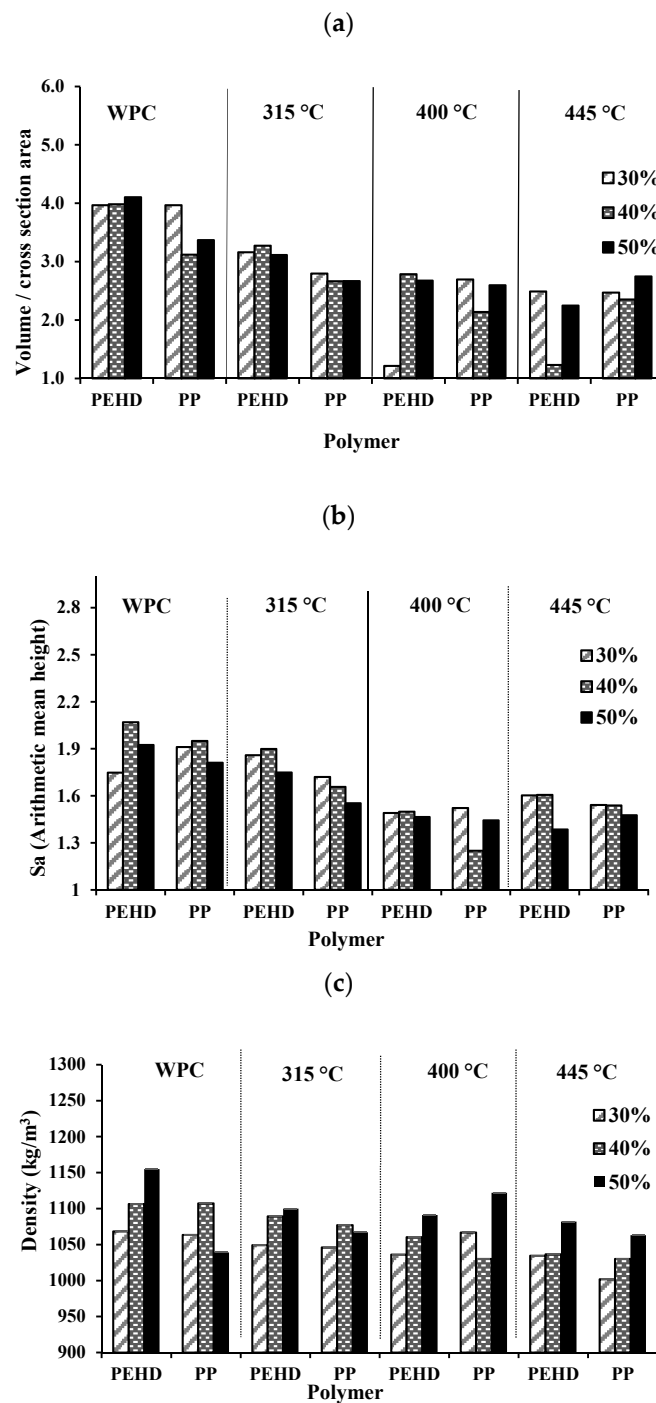 (a)
Volume / cross section area
6.0
5.0
4.0
3.0
2.0
1.0
WPC
315 °C
400 °C
445 °C
30%
40%
50%
PEHD
PP
PEHD
PP
PEHD
PP
PEHD
PP
Polymer
(b)
Sa (Arithmetic mean height)
2.8
2.5
2.2
1.9
1.6
1.3
1
WPC
315 °C
400 °C
445 °C
30%
40%
50%
PEHD
PP
PEHD
PP
PEHD
PP
PEHD
PP
Polymer
(c)
Density (kg/m³)
1300
1250
1200
1150
1100
1050
1000
950
900
WPC
315 °C
400 °C
445 °C
30%
40%
50%
PEHD
PP
PEHD
PP
PEHD
PP
PEHD
PP
Polymer